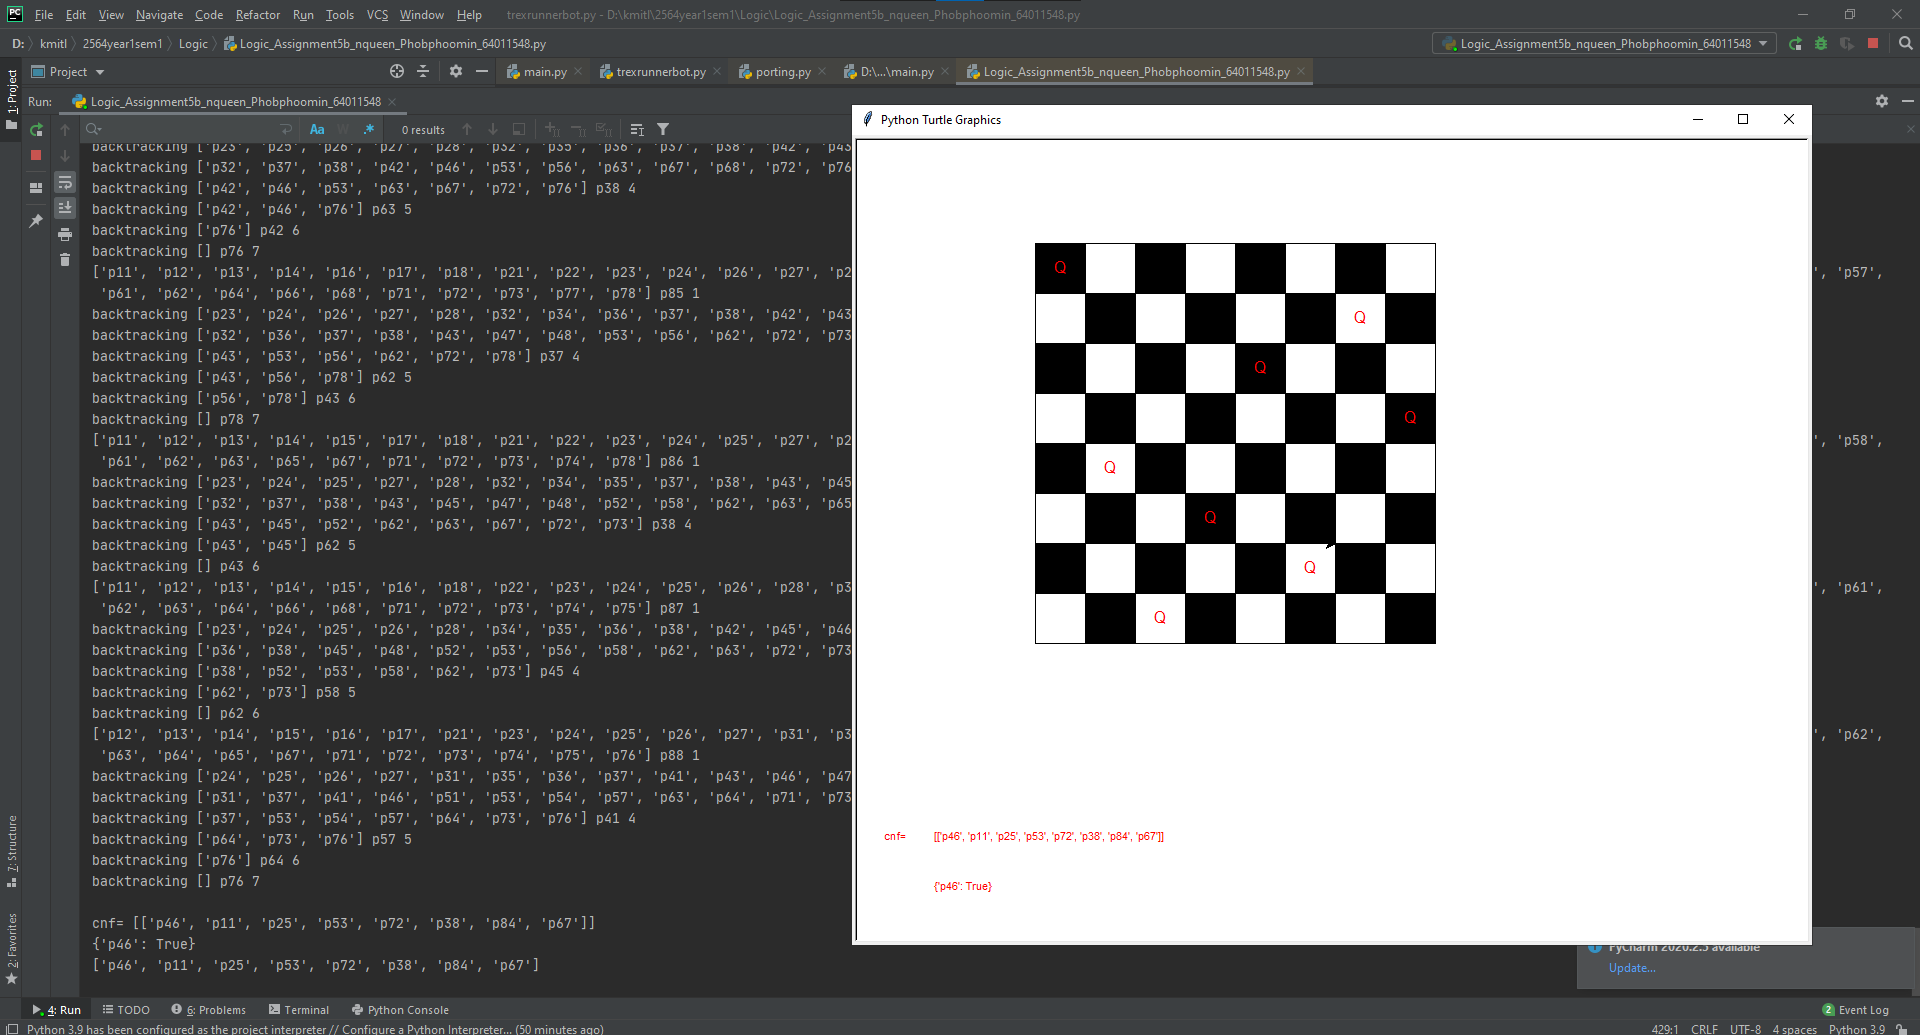 File Edit View Navigate Code Refactor Run Tools VCS Window Help trexrunnerbot.py - D:\kmitl\2564year1sem1\Logic\Logic_Assignment5b_nqueen_Phobphoomin_64011548.py
D: kmitl 2564year1sem1 Logic Logic_Assignment5b_nqueen_Phobphoomin_64011548.py Logic_Assignment5b_nqueen_Phobphoomin_64011548
Project main.py trexrunnerbot.py porting.py D:\...\main.py Logic_Assignment5b_nqueen_Phobphoomin_64011548.py
Run: Logic_Assignment5b_nqueen_Phobphoomin_64011548
Aa W .* 0 results
backtracking ['p23', 'p25', 'p26', 'p27', 'p28', 'p32', 'p35', 'p36', 'p37', 'p38', 'p42', 'p43
backtracking ['p32', 'p37', 'p38', 'p42', 'p46', 'p53', 'p56', 'p63', 'p67', 'p68', 'p72', 'p76
backtracking ['p42', 'p46', 'p53', 'p63', 'p67', 'p72', 'p76'] p38 4
backtracking ['p42', 'p46', 'p76'] p63 5
backtracking ['p76'] p42 6
backtracking [] p76 7
['p11', 'p12', 'p13', 'p14', 'p16', 'p17', 'p18', 'p21', 'p22', 'p23', 'p24', 'p26', 'p27', 'p2 ', 'p57',
'p61', 'p62', 'p64', 'p66', 'p68', 'p71', 'p72', 'p73', 'p77', 'p78'] p85 1
backtracking ['p23', 'p24', 'p26', 'p27', 'p28', 'p32', 'p34', 'p36', 'p37', 'p38', 'p42', 'p43
backtracking ['p32', 'p36', 'p37', 'p38', 'p43', 'p47', 'p48', 'p53', 'p56', 'p62', 'p72', 'p73
backtracking ['p43', 'p53', 'p56', 'p62', 'p72', 'p78'] p37 4
backtracking ['p43', 'p56', 'p78'] p62 5
backtracking ['p56', 'p78'] p43 6
backtracking [] p78 7
['p11', 'p12', 'p13', 'p14', 'p15', 'p17', 'p18', 'p21', 'p22', 'p23', 'p24', 'p25', 'p27', 'p2 ', 'p58',
'p61', 'p62', 'p63', 'p65', 'p67', 'p71', 'p72', 'p73', 'p74', 'p78'] p86 1
backtracking ['p23', 'p24', 'p25', 'p27', 'p28', 'p32', 'p34', 'p35', 'p37', 'p38', 'p43', 'p45
backtracking ['p32', 'p37', 'p38', 'p43', 'p45', 'p47', 'p48', 'p52', 'p58', 'p62', 'p63', 'p65
backtracking ['p43', 'p45', 'p52', 'p62', 'p63', 'p67', 'p72', 'p73'] p38 4
backtracking ['p43', 'p45'] p62 5
backtracking [] p43 6
['p11', 'p12', 'p13', 'p14', 'p15', 'p16', 'p18', 'p22', 'p23', 'p24', 'p25', 'p26', 'p28', 'p3 ', 'p61',
'p62', 'p63', 'p64', 'p66', 'p68', 'p71', 'p72', 'p73', 'p74', 'p75'] p87 1
backtracking ['p23', 'p24', 'p25', 'p26', 'p28', 'p34', 'p35', 'p36', 'p38', 'p42', 'p45', 'p46
backtracking ['p36', 'p38', 'p45', 'p48', 'p52', 'p53', 'p56', 'p58', 'p62', 'p63', 'p72', 'p73
backtracking ['p38', 'p52', 'p53', 'p58', 'p62', 'p73'] p45 4
backtracking ['p62', 'p73'] p58 5
backtracking [] p62 6
['p12', 'p13', 'p14', 'p15', 'p16', 'p17', 'p21', 'p23', 'p24', 'p25', 'p26', 'p27', 'p31', 'p3 ', 'p62',
'p63', 'p64', 'p65', 'p67', 'p71', 'p72', 'p73', 'p74', 'p75', 'p76'] p88 1
backtracking ['p24', 'p25', 'p26', 'p27', 'p31', 'p35', 'p36', 'p37', 'p41', 'p43', 'p46', 'p47
backtracking ['p31', 'p37', 'p41', 'p46', 'p51', 'p53', 'p54', 'p57', 'p63', 'p64', 'p71', 'p73
backtracking ['p37', 'p53', 'p54', 'p57', 'p64', 'p73', 'p76'] p41 4
backtracking ['p64', 'p73', 'p76'] p57 5
backtracking ['p76'] p64 6
backtracking [] p76 7
cnf= [['p46', 'p11', 'p25', 'p53', 'p72', 'p38', 'p84', 'p67']]
{'p46': True}
['p46', 'p11', 'p25', 'p53', 'p72', 'p38', 'p84', 'p67']
Python Turtle Graphics
Q
Q
Q
Q
Q
Q
Q
Q
cnf= [['p46', 'p11', 'p25', 'p53', 'p72', 'p38', 'p84', 'p67']]
{'p46': True}
PyCharm 2020.2.5 available
Update...
1: Project
7: Structure
2: Favorites
4: Run TODO 6: Problems Terminal Python Console 2 Event Log
Python 3.9 has been configured as the project interpreter // Configure a Python Interpreter... (50 minutes ago) 429:1 CRLF UTF-8 4 spaces Python 3.9